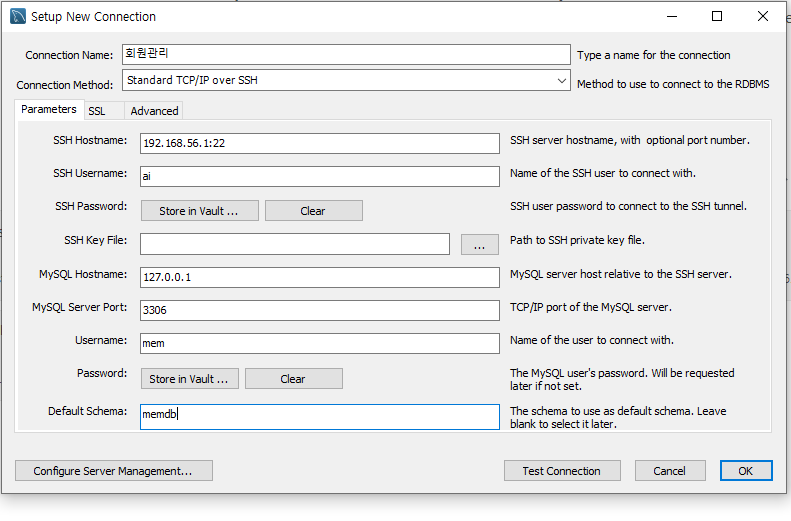 Setup New Connection
Connection Name: 회원관리 Type a name for the connection
Connection Method: Standard TCP/IP over SSH Method to use to connect to the RDBMS
Parameters SSL Advanced
SSH Hostname: 192.168.56.1:22 SSH server hostname, with optional port number.
SSH Username: ai Name of the SSH user to connect with.
SSH Password: Store in Vault ... Clear SSH user password to connect to the SSH tunnel.
SSH Key File: ... Path to SSH private key file.
MySQL Hostname: 127.0.0.1 MySQL server host relative to the SSH server.
MySQL Server Port: 3306 TCP/IP port of the MySQL server.
Username: mem Name of the user to connect with.
Password: Store in Vault ... Clear The MySQL user's password. Will be requested
later if not set.
Default Schema: memdb The schema to use as default schema. Leave
blank to select it later.
Configure Server Management... Test Connection Cancel OK